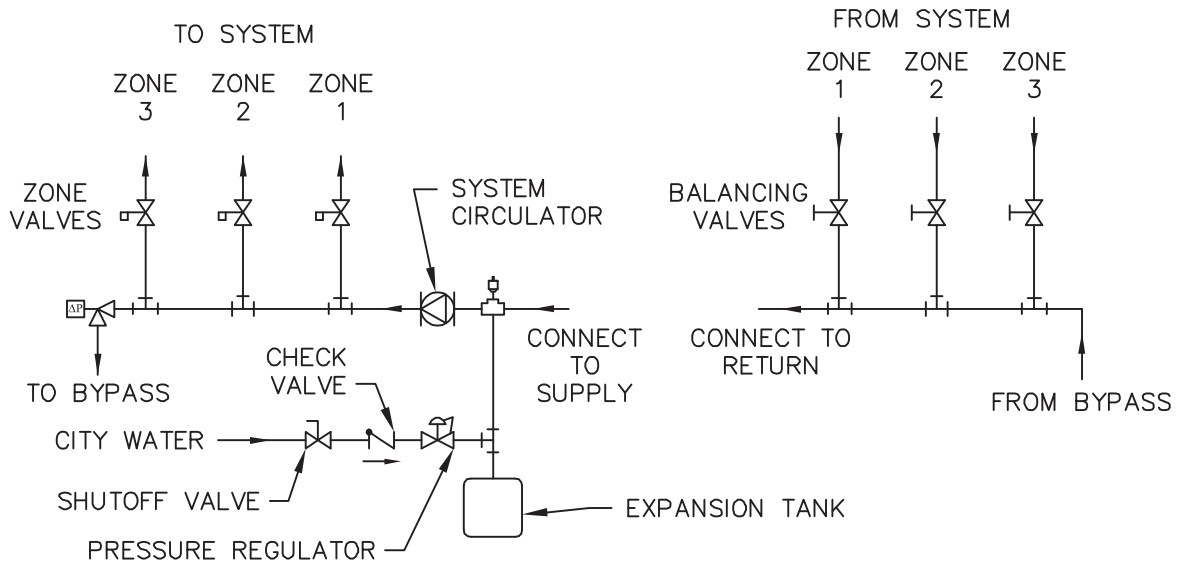 TO SYSTEM
ZONE
3
ZONE
2
ZONE
1
ZONE
VALVES
SYSTEM
CIRCULATOR
ΔP
TO BYPASS
CONNECT
TO
SUPPLY
CHECK
VALVE
CITY WATER
SHUTOFF VALVE
PRESSURE REGULATOR
EXPANSION TANK
FROM SYSTEM
ZONE
1
ZONE
2
ZONE
3
BALANCING
VALVES
CONNECT TO
RETURN
FROM BYPASS